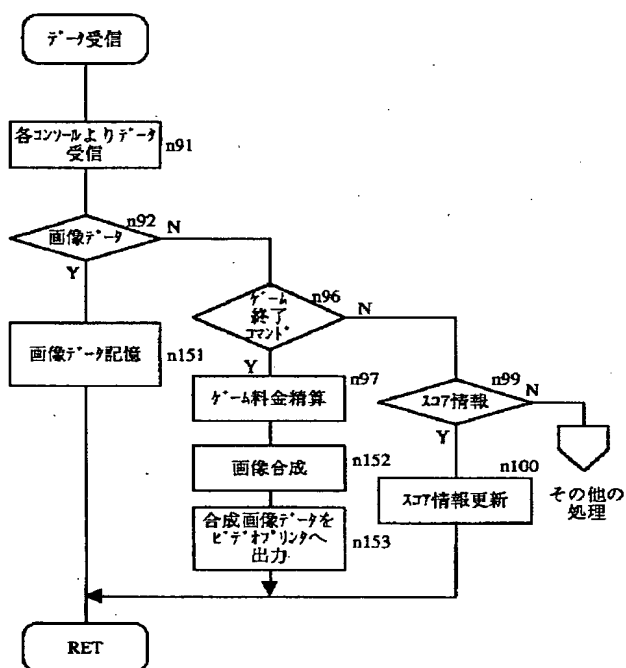 データ受信
各コンソールよりデータ
受信
n91
n92
画像データ
N
Y
画像データ記憶
n151
ゲーム
終了
コマンド
n96
N
Y
n97
ゲーム料金精算
n99
スコア情報
N
Y
画像合成
n152
n100
スコア情報更新
その他の
処理
合成画像データを
ビデオプリンタへ
出力
n153
RET